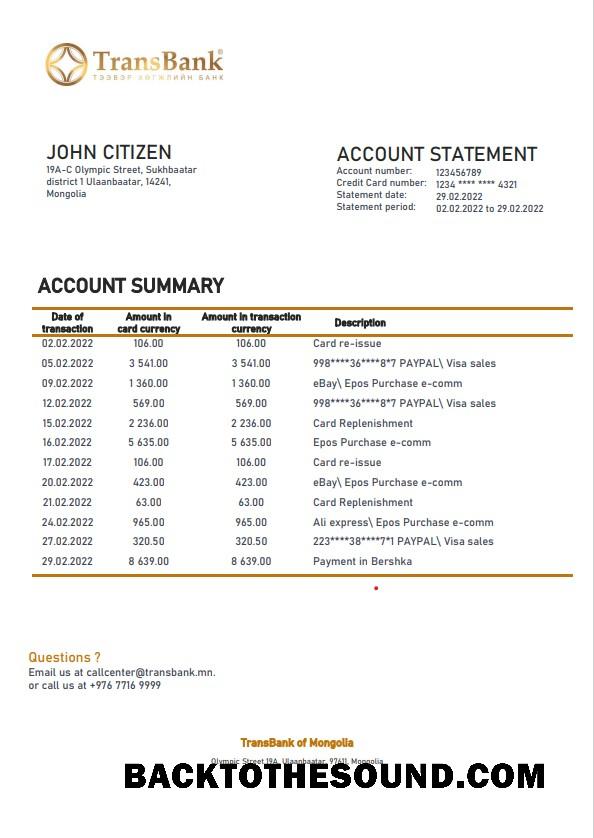 TransBank®
ТЭЭВЭР ХӨГЖЛИЙН БАНК
JOHN CITIZEN
19A-C Olympic Street, Sukhbaatar
district 1 Ulaanbaatar, 14241,
Mongolia
ACCOUNT STATEMENT
Account number: 123456789
Credit Card number: 1234 **** **** 4321
Statement date: 29.02.2022
Statement period: 02.02.2022 to 29.02.2022
ACCOUNT SUMMARY
Date of transaction Amount in card currency Amount in transaction currency Description
02.02.2022 106.00 106.00 Card re-issue
05.02.2022 3 541.00 3 541.00 998****36****8*7 PAYPAL\ Visa sales
09.02.2022 1 360.00 1 360.00 eBay\ Epos Purchase e-comm
12.02.2022 569.00 569.00 998****36****8*7 PAYPAL\ Visa sales
15.02.2022 2 236.00 2 236.00 Card Replenishment
16.02.2022 5 635.00 5 635.00 Epos Purchase e-comm
17.02.2022 106.00 106.00 Card re-issue
20.02.2022 423.00 423.00 eBay\ Epos Purchase e-comm
21.02.2022 63.00 63.00 Card Replenishment
24.02.2022 965.00 965.00 Ali express\ Epos Purchase e-comm
27.02.2022 320.50 320.50 223****38****7*1 PAYPAL\ Visa sales
29.02.2022 8 639.00 8 639.00 Payment in Bershka
Questions ?
Email us at callcenter@transbank.mn.
or call us at +976 7716 9999
TransBank of Mongolia
Olympic Street 19A, Ulaanbaatar, 97611, Mongolia
BACKTOTHESOUND.COM